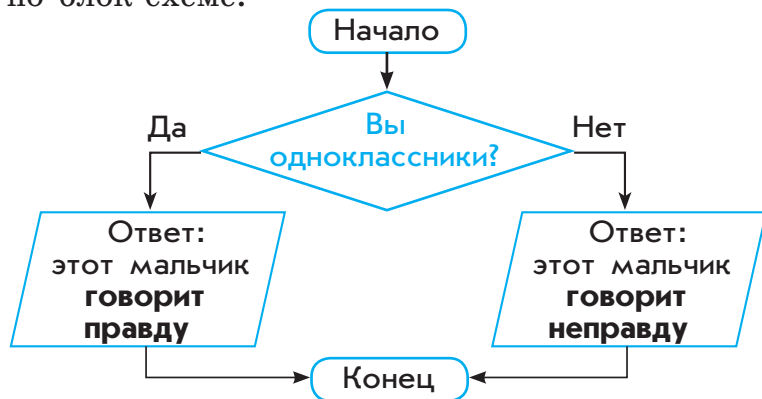 по блок-схеме.
Начало
Да
Вы
одноклассники?
Нет
Ответ:
этот мальчик
говорит
правду
Ответ:
этот мальчик
говорит
неправду
Конец